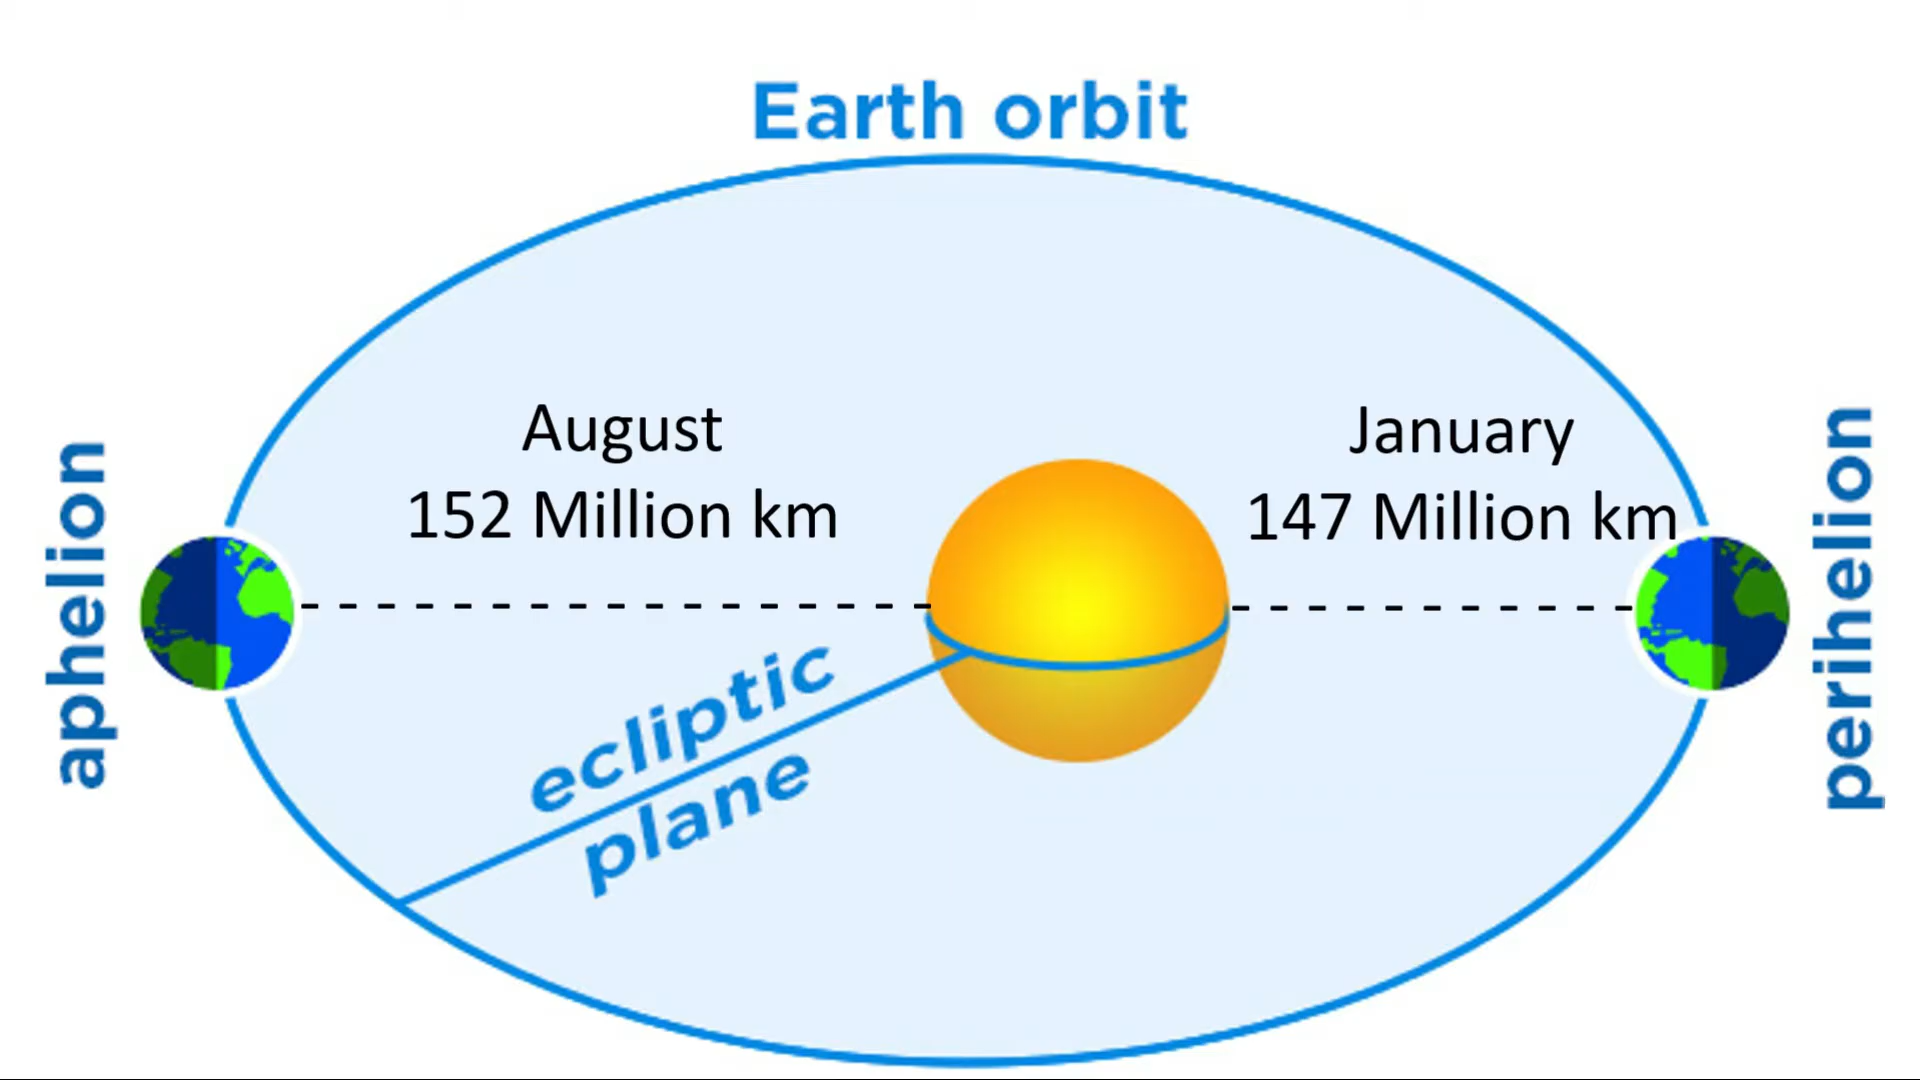 Earth orbit
August
152 Million km
January
147 Million km
aphelion
perihelion
ecliptic
plane